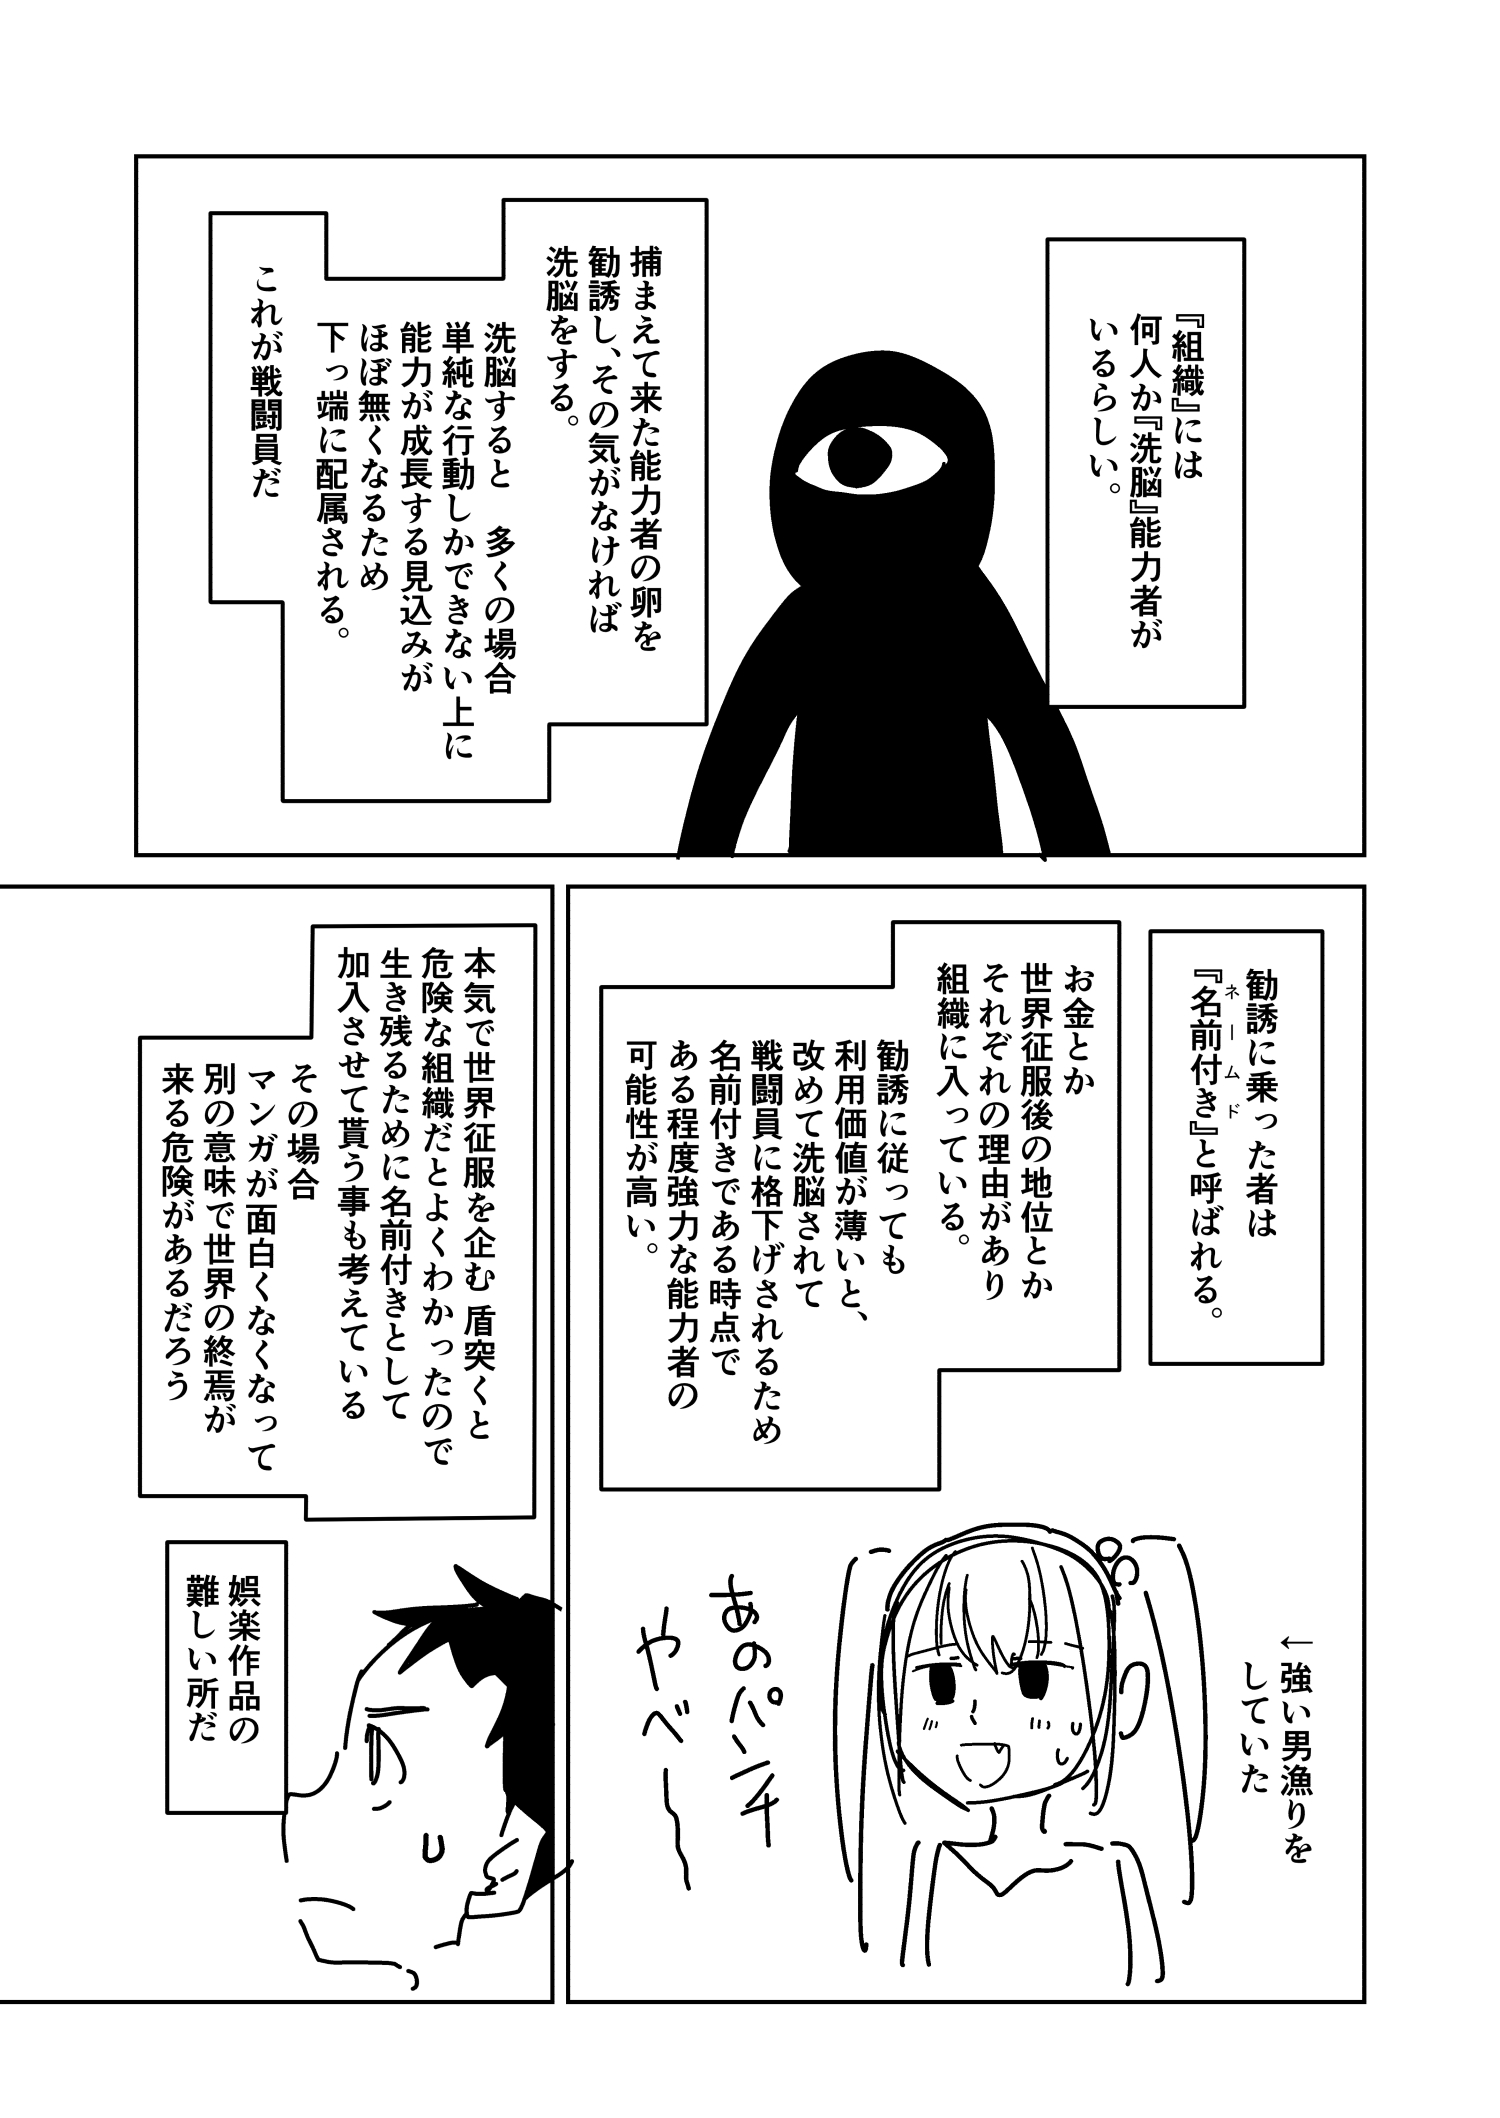 『組織』には
何人か『洗脳』能力者が
いるらしい。
捕まえて来た能力者の卵を
勧誘し、その気がなければ
洗脳をする。
洗脳すると　多くの場合
単純な行動しかできない上に
能力が成長する見込みが
ほぼ無くなるため
下っ端に配属される。
これが戦闘員だ
勧誘に乗った者は
『名前付き』と呼ばれる。
ネームド
お金とか
世界征服後の地位とか
それぞれの理由があり
組織に入っている。
勧誘に従っても
利用価値が薄いと、
改めて洗脳されて
戦闘員に格下げされるため
名前付きである時点で
ある程度強力な能力者の
可能性が高い。
←強い男漁りを
していた
あのパンチ
やべ〜
本気で世界征服を企む 盾突くと
危険な組織だとよくわかったので
生き残るために名前付きとして
加入させて貰う事も考えている
その場合
マンガが面白くなくなって
別の意味で世界の終焉が
来る危険があるだろう
娯楽作品の
難しい所だ